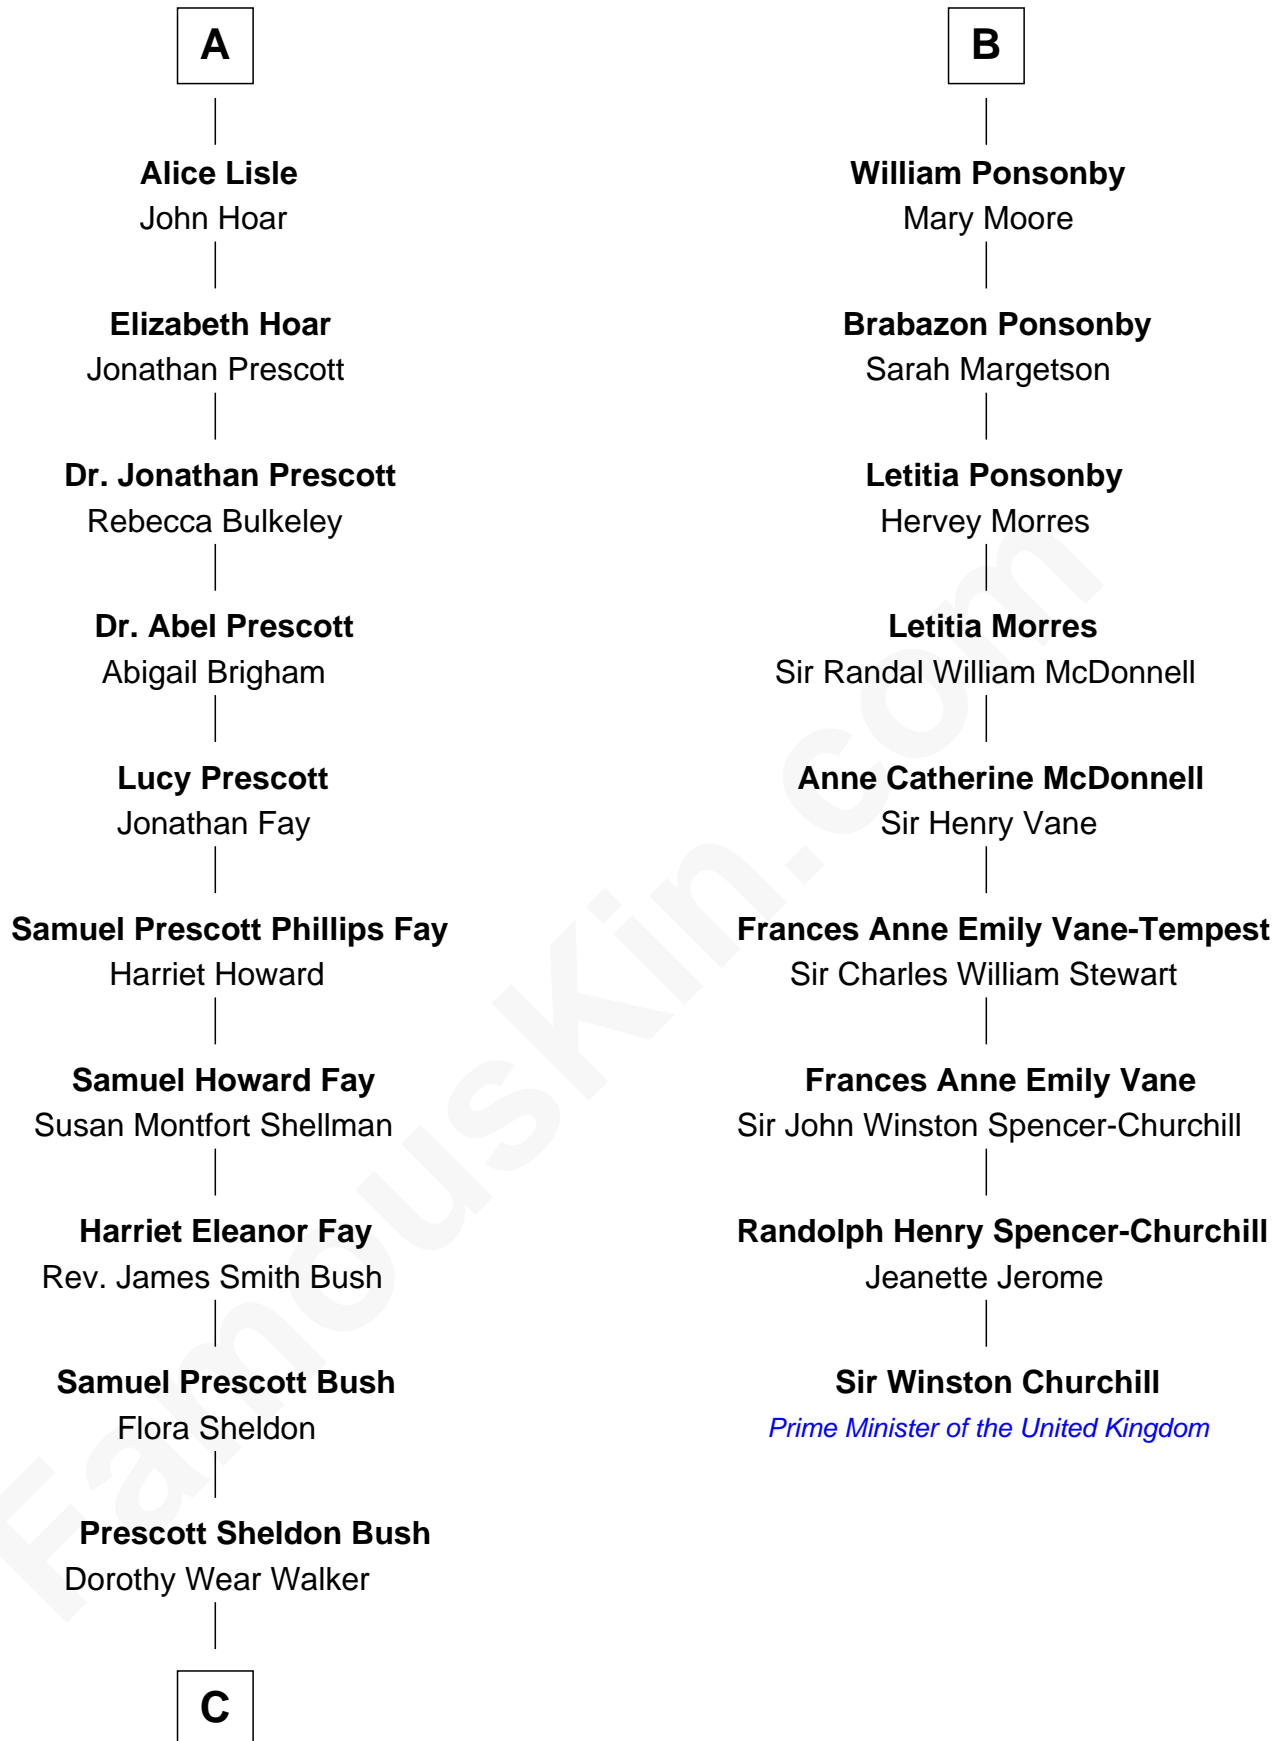 A
Alice Lisle
John Hoar
Elizabeth Hoar
Jonathan Prescott
Dr. Jonathan Prescott
Rebecca Bulkeley
Dr. Abel Prescott
Abigail Brigham
Lucy Prescott
Jonathan Fay
Samuel Prescott Phillips Fay
Harriet Howard
Samuel Howard Fay
Susan Montfort Shellman
Harriet Eleanor Fay
Rev. James Smith Bush
Samuel Prescott Bush
Flora Sheldon
Prescott Sheldon Bush
Dorothy Wear Walker
C
B
William Ponsonby
Mary Moore
Brabazon Ponsonby
Sarah Margetson
Letitia Ponsonby
Hervey Morres
Letitia Morres
Sir Randal William McDonnell
Anne Catherine McDonnell
Sir Henry Vane
Frances Anne Emily Vane-Tempest
Sir Charles William Stewart
Frances Anne Emily Vane
Sir John Winston Spencer-Churchill
Randolph Henry Spencer-Churchill
Jeanette Jerome
Sir Winston Churchill
Prime Minister of the United Kingdom
FamousKin.com